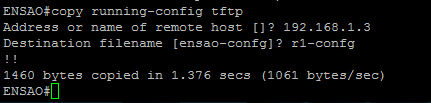 ENSAO#copy running-config tftp
Address or name of remote host []? 192.168.1.3
Destination filename [ensao-confg]? r1-confg
!!
1460 bytes copied in 1.376 secs (1061 bytes/sec)
ENSAO#